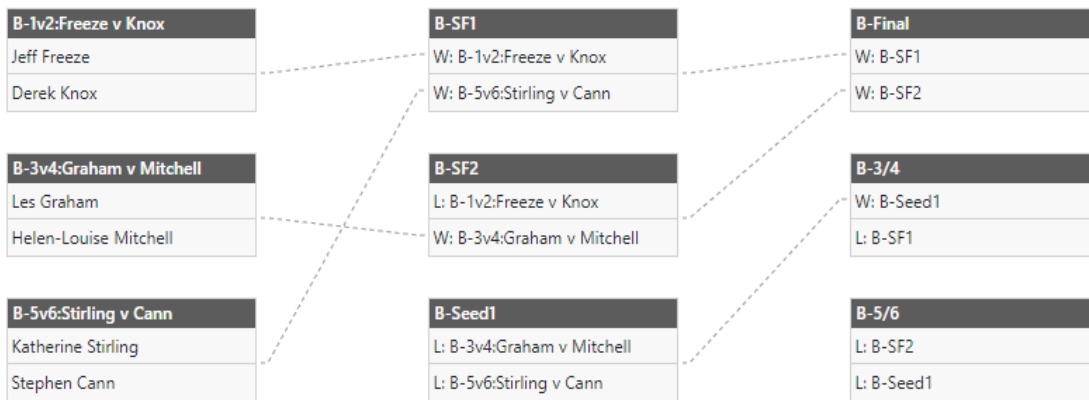 B-1v2:Freeze v Knox
Jeff Freeze
Derek Knox
B-3v4:Graham v Mitchell
Les Graham
Helen-Louise Mitchell
B-5v6:Stirling v Cann
Katherine Stirling
Stephen Cann
B-SF1
W: B-1v2:Freeze v Knox
W: B-5v6:Stirling v Cann
B-SF2
L: B-1v2:Freeze v Knox
W: B-3v4:Graham v Mitchell
B-Seed1
L: B-3v4:Graham v Mitchell
L: B-5v6:Stirling v Cann
B-Final
W: B-SF1
W: B-SF2
B-3/4
W: B-Seed1
L: B-SF1
B-5/6
L: B-SF2
L: B-Seed1